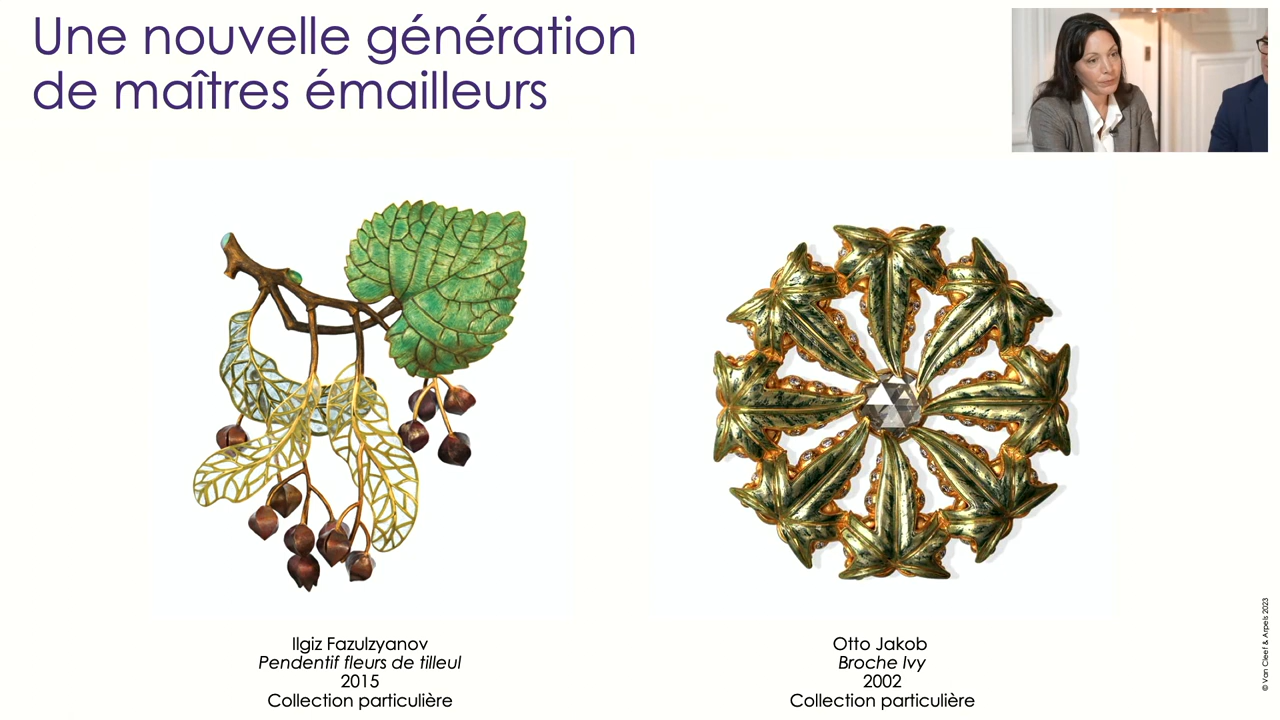 Une nouvelle génération
de maîtres émailleurs
Ilgiz Fazulzyanov
Pendentif fleurs de tilleul
2015
Collection particulière
Otto Jakob
Broche Ivy
2002
Collection particulière
© Van Cleef & Arpels 2023